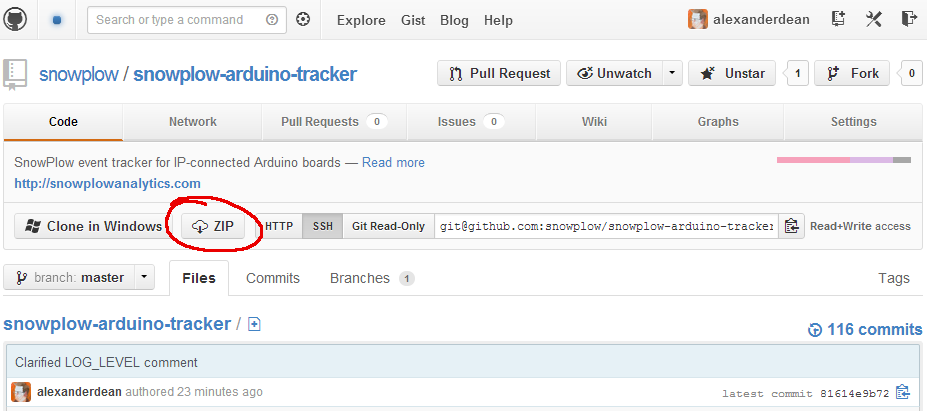 Search or type a command Explore Gist Blog Help alexanderdean
snowplow / snowplow-arduino-tracker Pull Request Unwatch Unstar 1 Fork 0
Code Network Pull Requests 0 Issues 0 Wiki Graphs Settings
SnowPlow event tracker for IP-connected Arduino boards — Read more
http://snowplowanalytics.com
Clone in Windows ZIP HTTP SSH Git Read-Only git@github.com:snowplow/snowplow-arduino-tracker Read+Write access
branch: master Files Commits Branches 1 Tags
snowplow-arduino-tracker /
116 commits
Clarified LOG_LEVEL comment
alexanderdean authored 23 minutes ago latest commit 81614e9b72